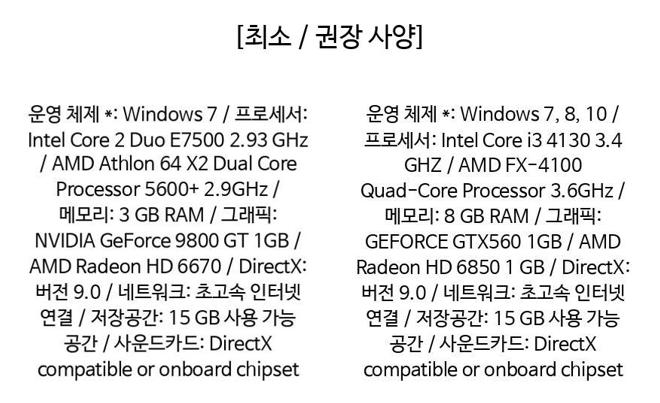 [최소 / 권장 사양]
운영 체제 *: Windows 7 / 프로세서:
Intel Core 2 Duo E7500 2.93 GHz
/ AMD Athlon 64 X2 Dual Core
Processor 5600+ 2.9GHz /
메모리: 3 GB RAM / 그래픽:
NVIDIA GeForce 9800 GT 1GB /
AMD Radeon HD 6670 / DirectX:
버전 9.0 / 네트워크: 초고속 인터넷
연결 / 저장공간: 15 GB 사용 가능
공간 / 사운드카드: DirectX
compatible or onboard chipset
운영 체제 *: Windows 7, 8, 10 /
프로세서: Intel Core i3 4130 3.4
GHZ / AMD FX-4100
Quad-Core Processor 3.6GHz /
메모리: 8 GB RAM / 그래픽:
GEFORCE GTX560 1GB / AMD
Radeon HD 6850 1 GB / DirectX:
버전 9.0 / 네트워크: 초고속 인터넷
연결 / 저장공간: 15 GB 사용 가능
공간 / 사운드카드: DirectX
compatible or onboard chipset